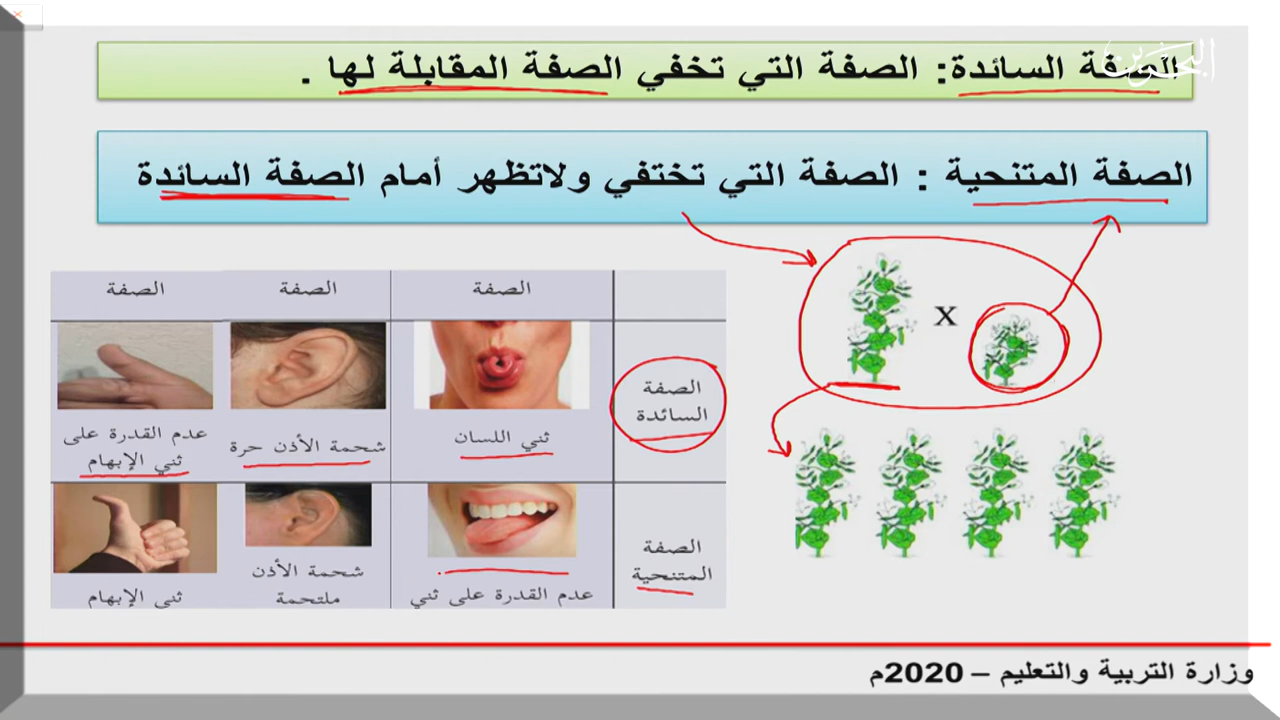 البحرين
الصفة السائدة: الصفة التي تخفي الصفة المقابلة لها .
الصفة المتنحية : الصفة التي تختفي ولاتظهر أمام الصفة السائدة
X
الصفة
الصفة
الصفة
الصفة
السائدة
ثني اللسان
شحمة الأذن حرة
عدم القدرة على
ثني الإبهام
الصفة
المتنحية
عدم القدرة على ثني
شحمة الأذن
ملتحمة
ثني الإبهام
وزارة التربية والتعليم – 2020م